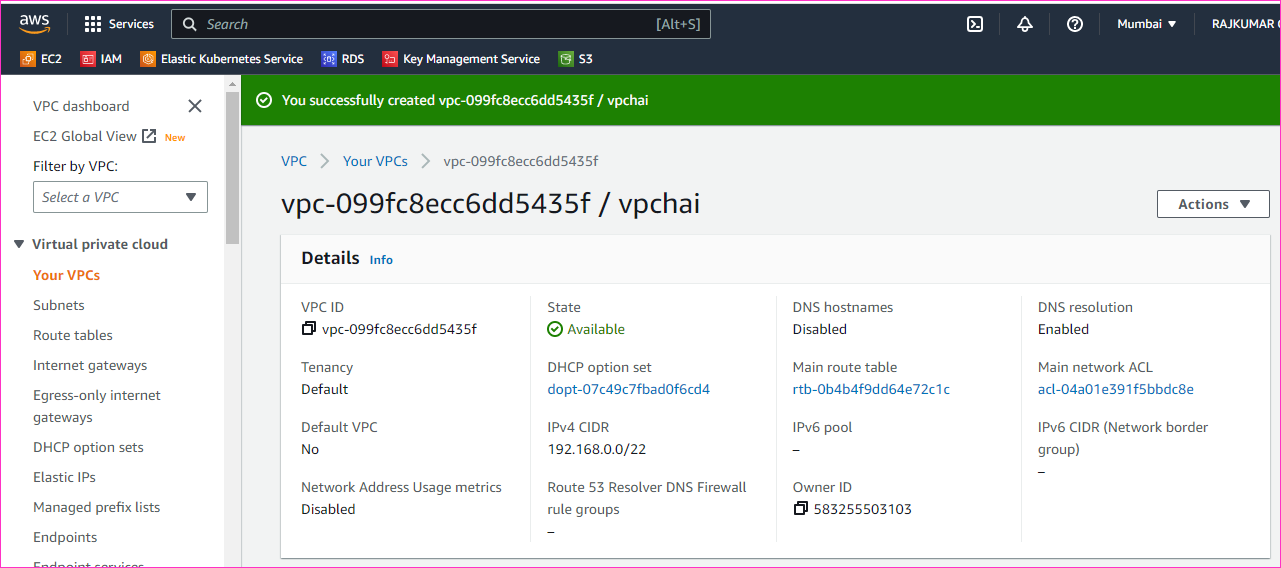 aws
Services
Search
[Alt+S]
Mumbai
RAJKUMAR
EC2
IAM
Elastic Kubernetes Service
RDS
Key Management Service
S3
VPC dashboard
EC2 Global View
New
Filter by VPC:
Select a VPC
Virtual private cloud
Your VPCs
Subnets
Route tables
Internet gateways
Egress-only internet
gateways
DHCP option sets
Elastic IPs
Managed prefix lists
Endpoints
Endpoint services
You successfully created vpc-099fc8ecc6dd5435f / vpchai
VPC
Your VPCs
vpc-099fc8ecc6dd5435f
vpc-099fc8ecc6dd5435f / vpchai
Actions
Details Info
VPC ID
vpc-099fc8ecc6dd5435f
State
Available
DNS hostnames
Disabled
DNS resolution
Enabled
Tenancy
Default
DHCP option set
dopt-07c49c7fbad0f6cd4
Main route table
rtb-0b4b4f9dd64e72c1c
Main network ACL
acl-04a01e391f5bbdc8e
Default VPC
No
IPv4 CIDR
192.168.0.0/22
IPv6 pool
–
IPv6 CIDR (Network border
group)
–
Network Address Usage metrics
Disabled
Route 53 Resolver DNS Firewall
rule groups
–
Owner ID
583255503103